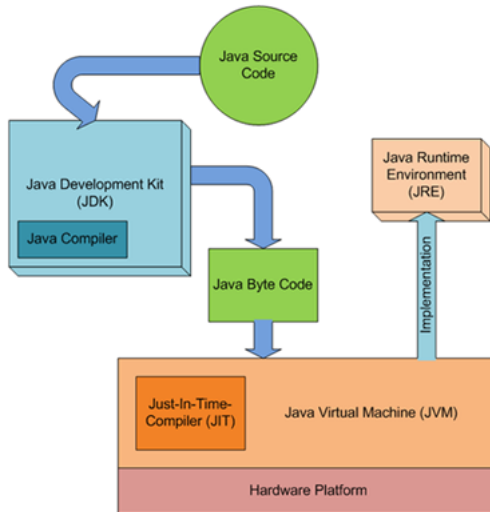 Java Source
Code
Java Development Kit
(JDK)
Java Compiler
Java Runtime
Environment
(JRE)
Java Byte Code
Implementation
Just-In-Time-
Compiler (JIT)
Java Virtual Machine (JVM)
Hardware Platform